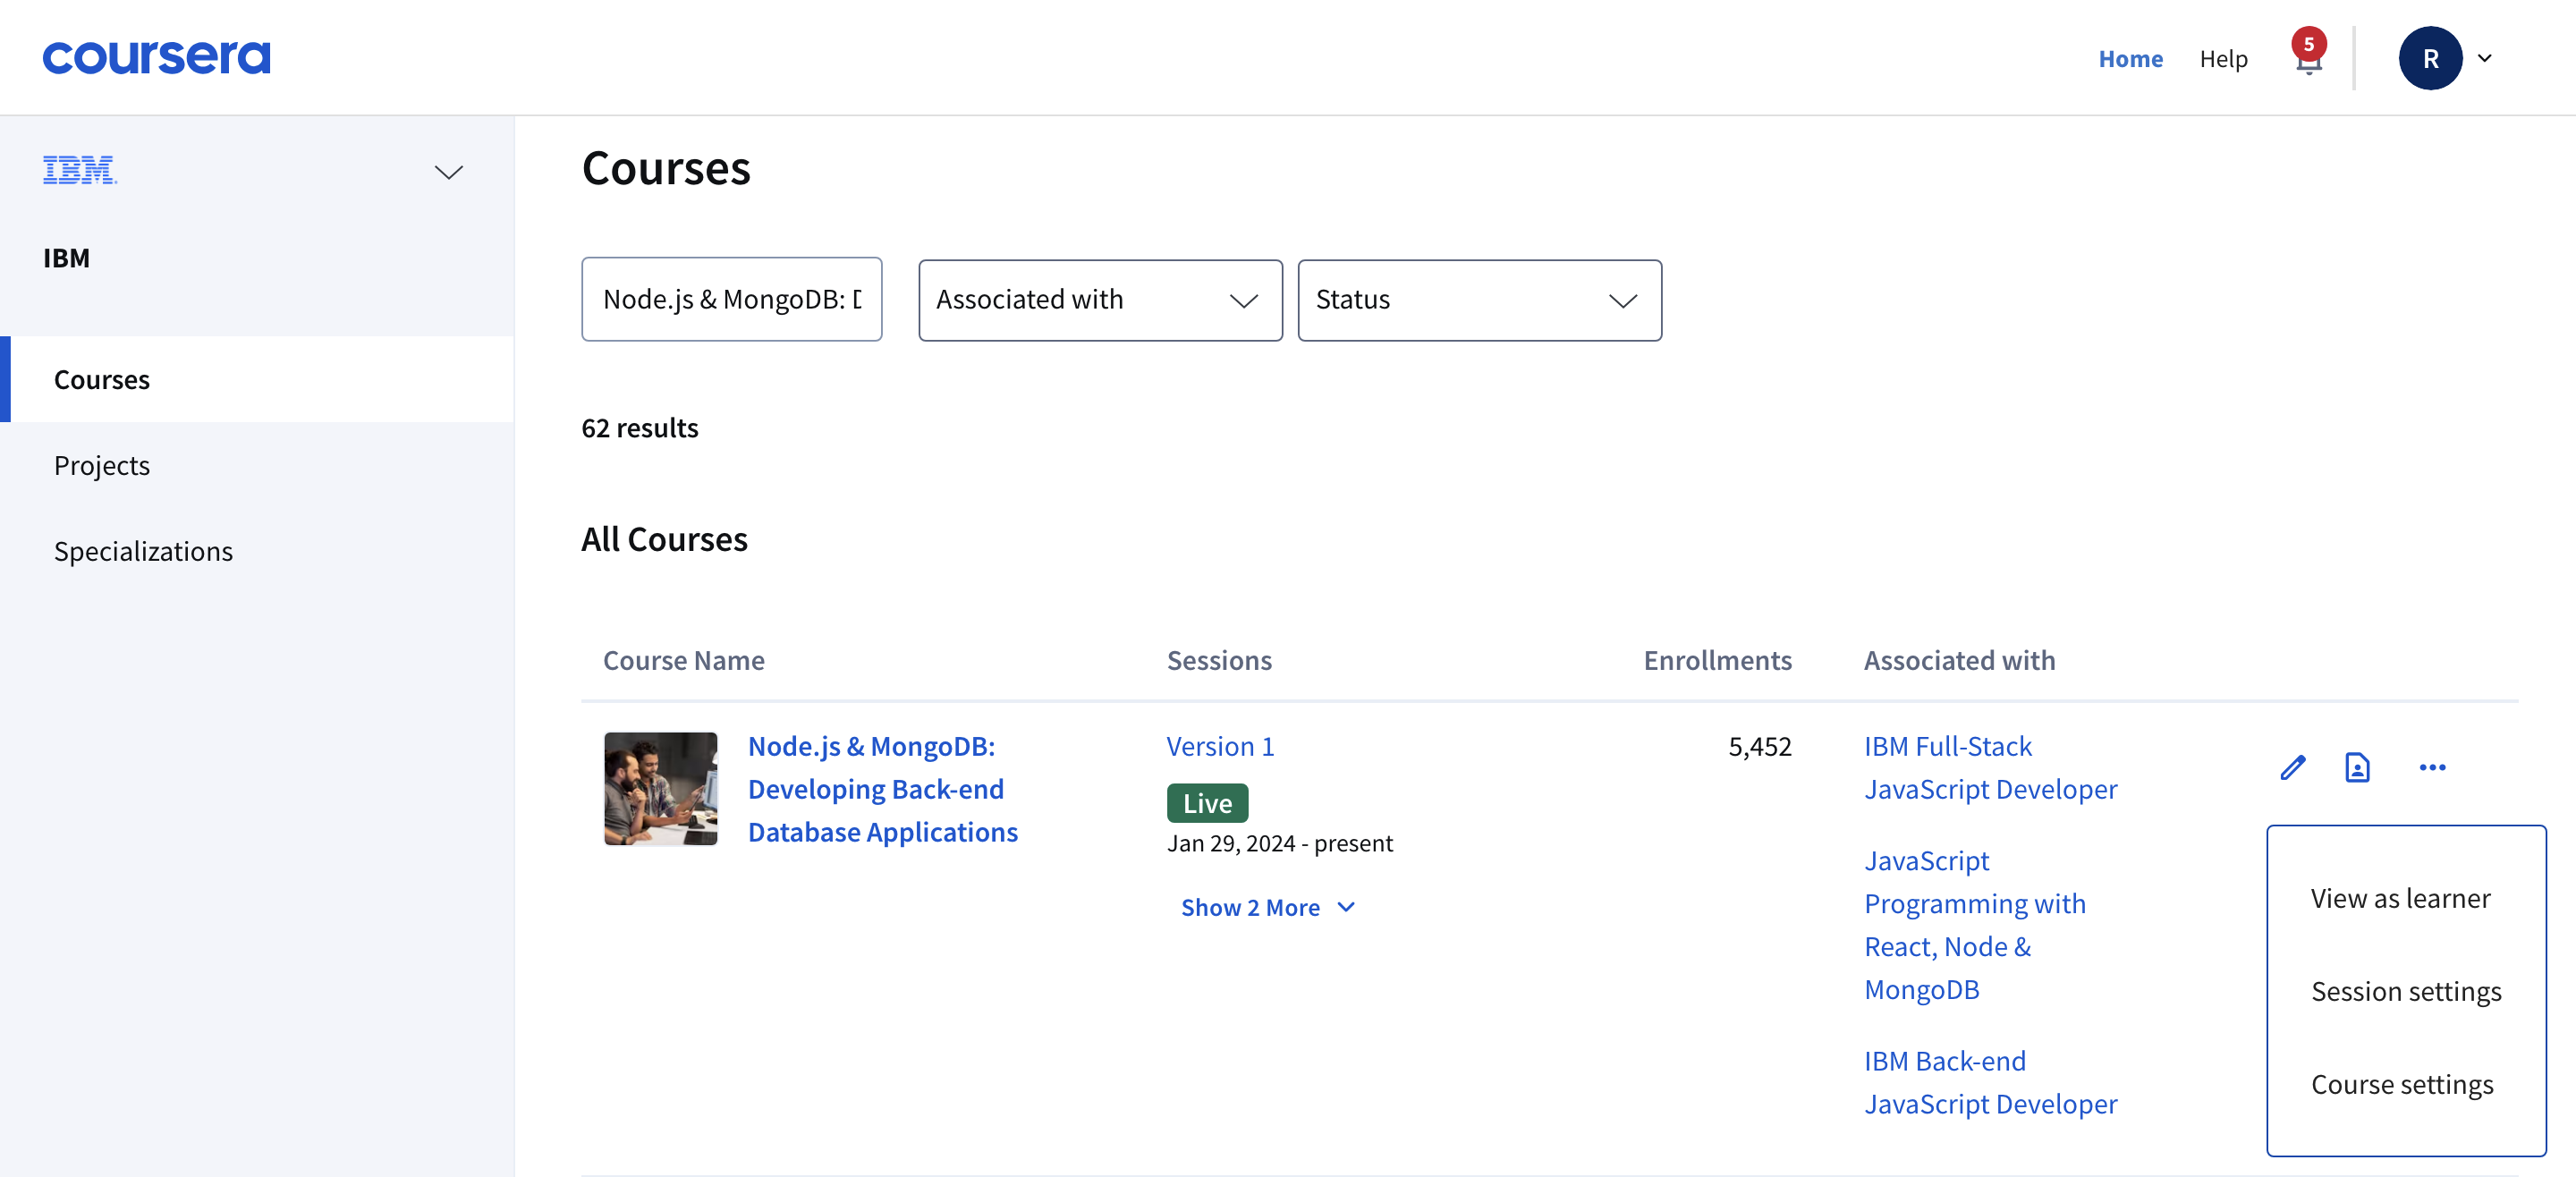 coursera
Home
Help
5
R
IBM
IBM
Courses
Projects
Specializations
Courses
Node.js & MongoDB: D
Associated with
Status
62 results
All Courses
Course Name
Sessions
Enrollments
Associated with
Node.js & MongoDB:
Developing Back-end
Database Applications
Version 1
Live
Jan 29, 2024 - present
Show 2 More
5,452
IBM Full-Stack
JavaScript Developer
JavaScript
Programming with
React, Node &
MongoDB
IBM Back-end
JavaScript Developer
View as learner
Session settings
Course settings